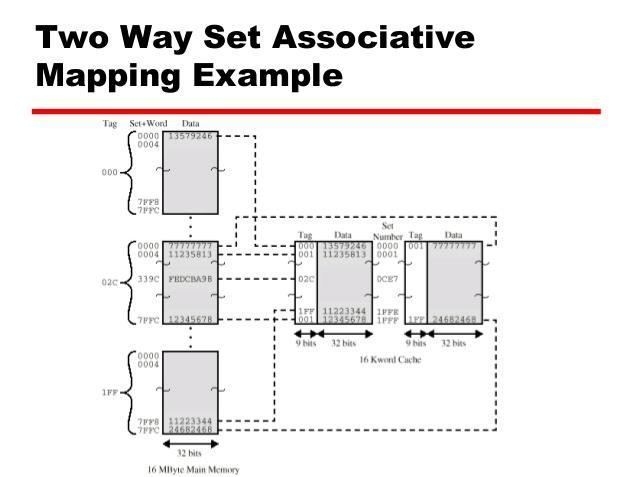 Two Way Set Associative
Mapping Example
Tag Set+Word Data
0000 13579246
0004
000
7FF8
7FFC
0000 77777777
0004 11235813
02C 339C FEDCBA98
7FFC 12345678
0000
0004
1FF
7FF8 11223344
7FFC 24682468
32 bits
16 MByte Main Memory
Set
Tag Data Number Tag Data
000 13579246 0000 001 77777777
001 11235813 0001
02C 0CE7
1FF 11223344 1FFE
001 12345678 1FFF 1FF 24682468
9 bits 32 bits 9 bits 32 bits
16 Kword Cache